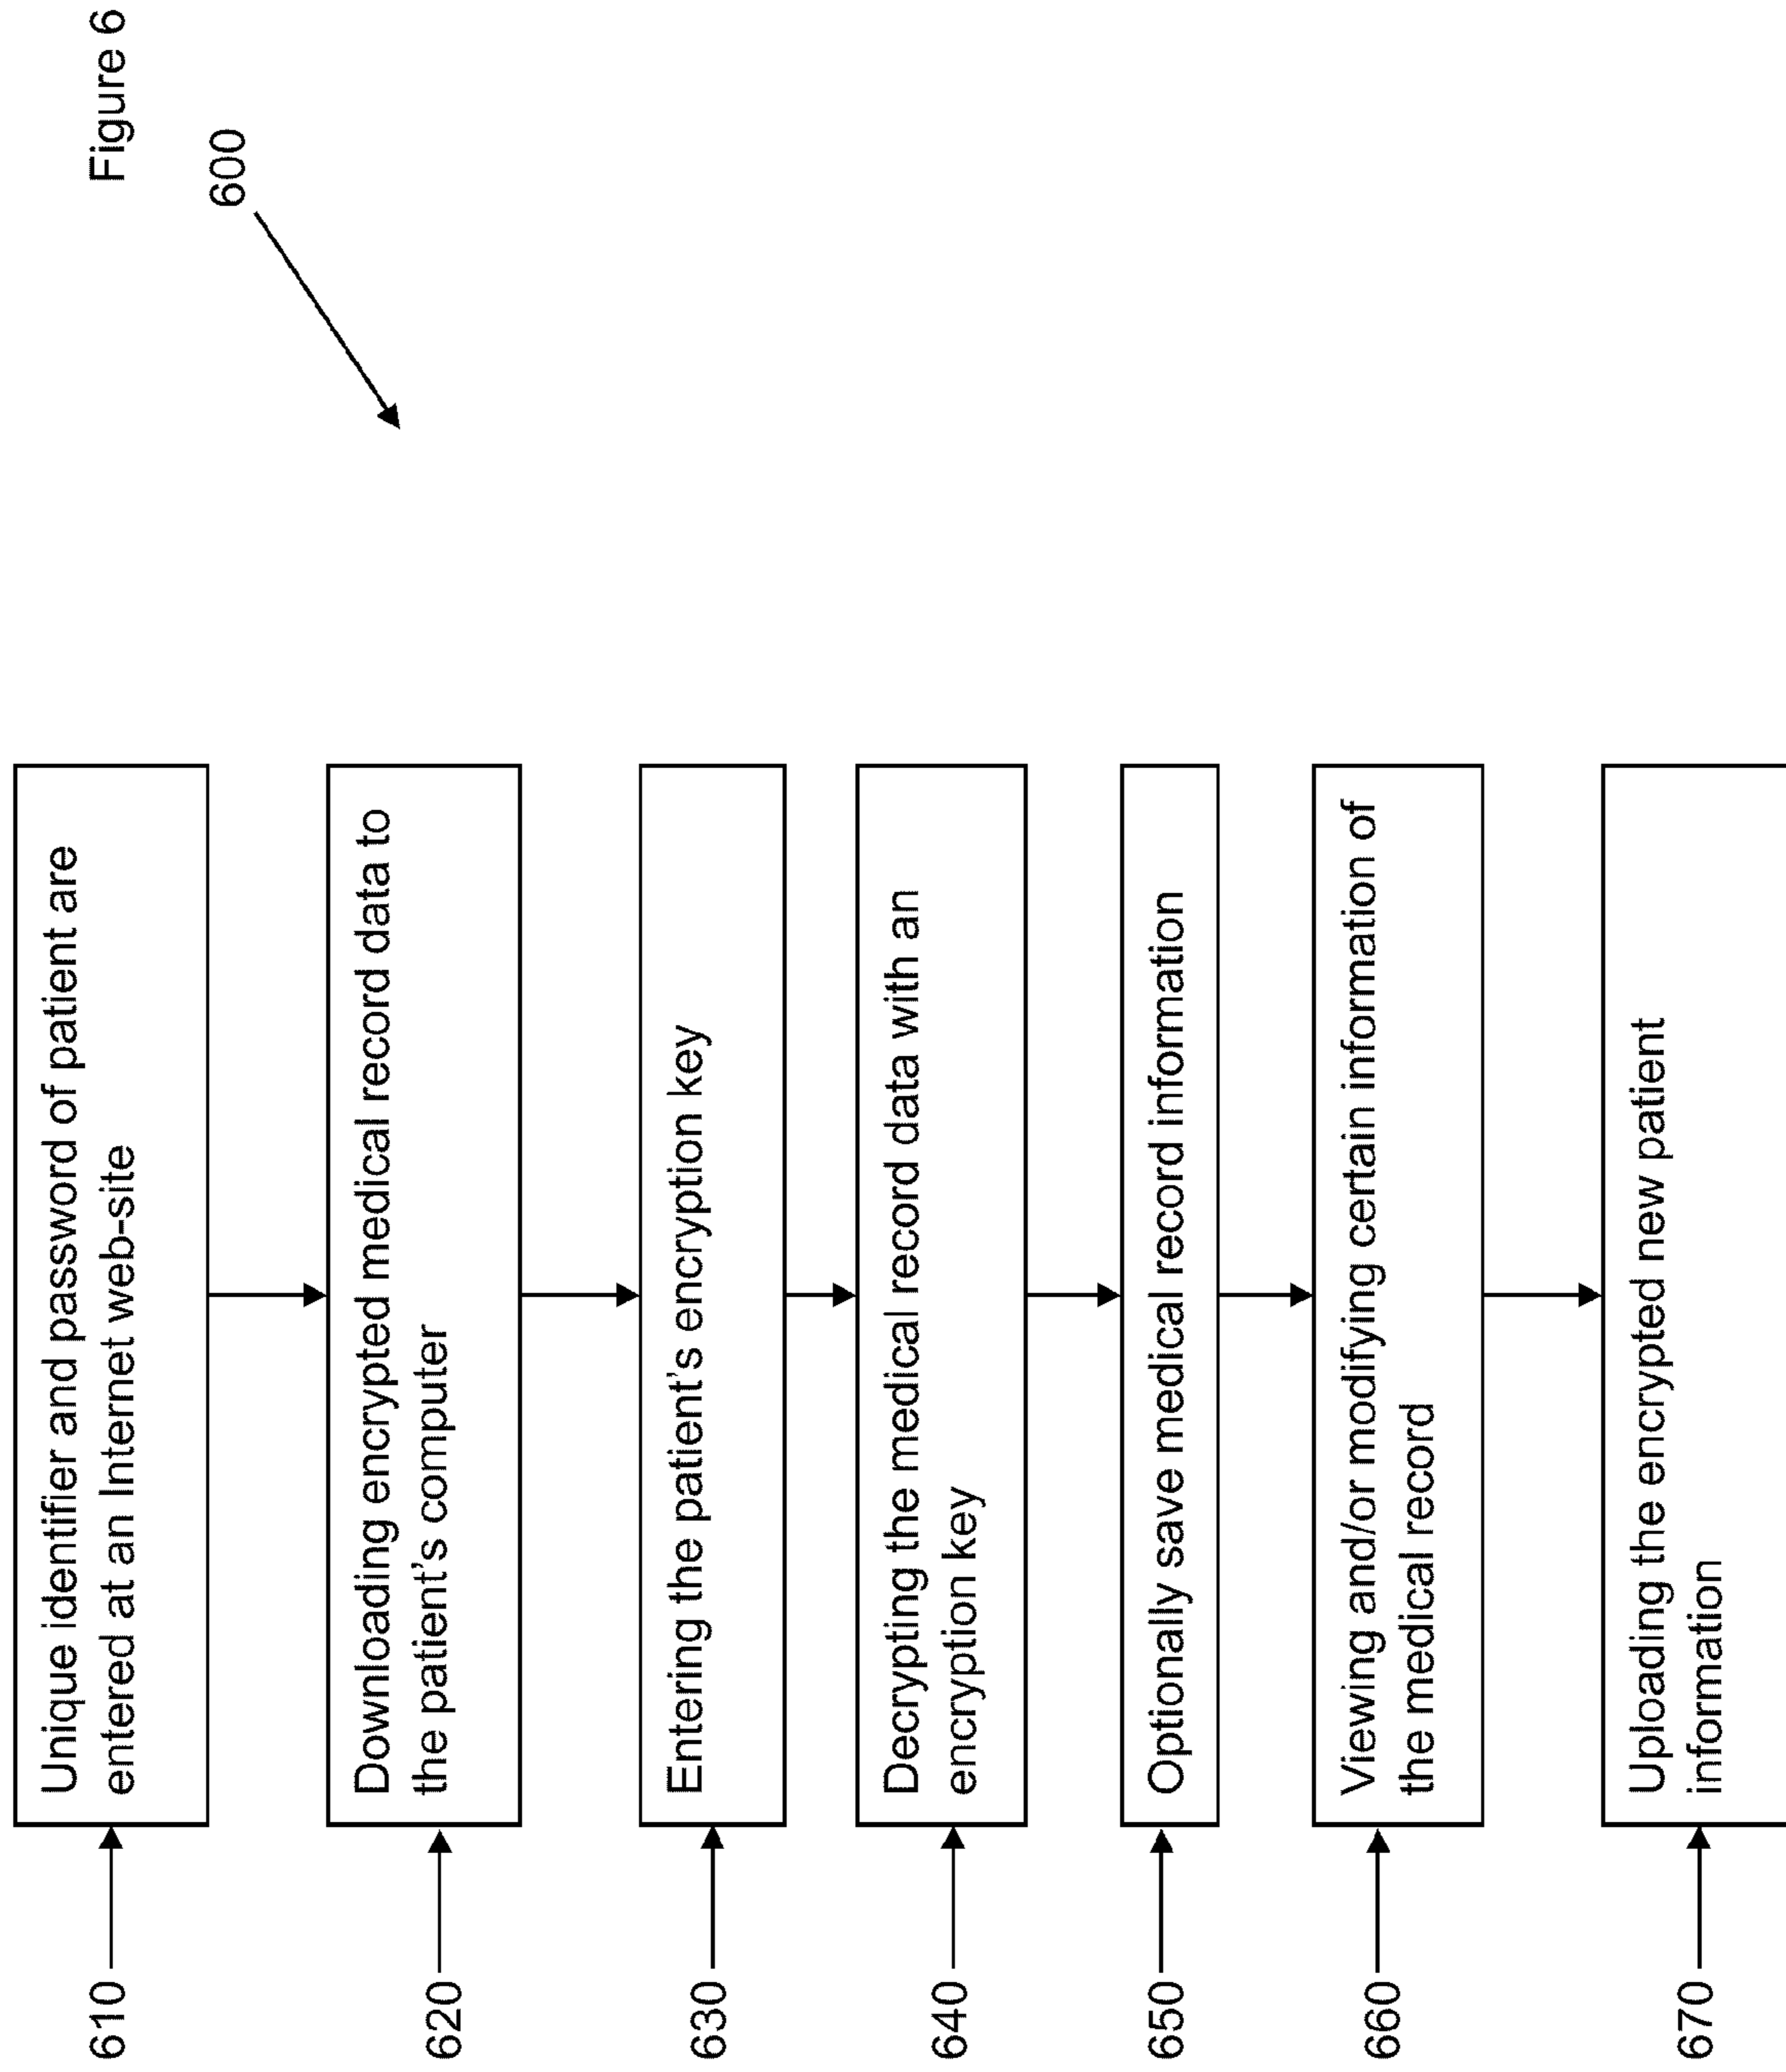 Figure 6
600
610
Unique identifier and password of patient are
entered at an Internet web-site
620
Downloading encrypted medical record data to
the patient's computer
630
Entering the patient's encryption key
640
Decrypting the medical record data with an
encryption key
650
Optionally save medical record information
660
Viewing and/or modifying certain information of
the medical record
670
Uploading the encrypted new patient
information